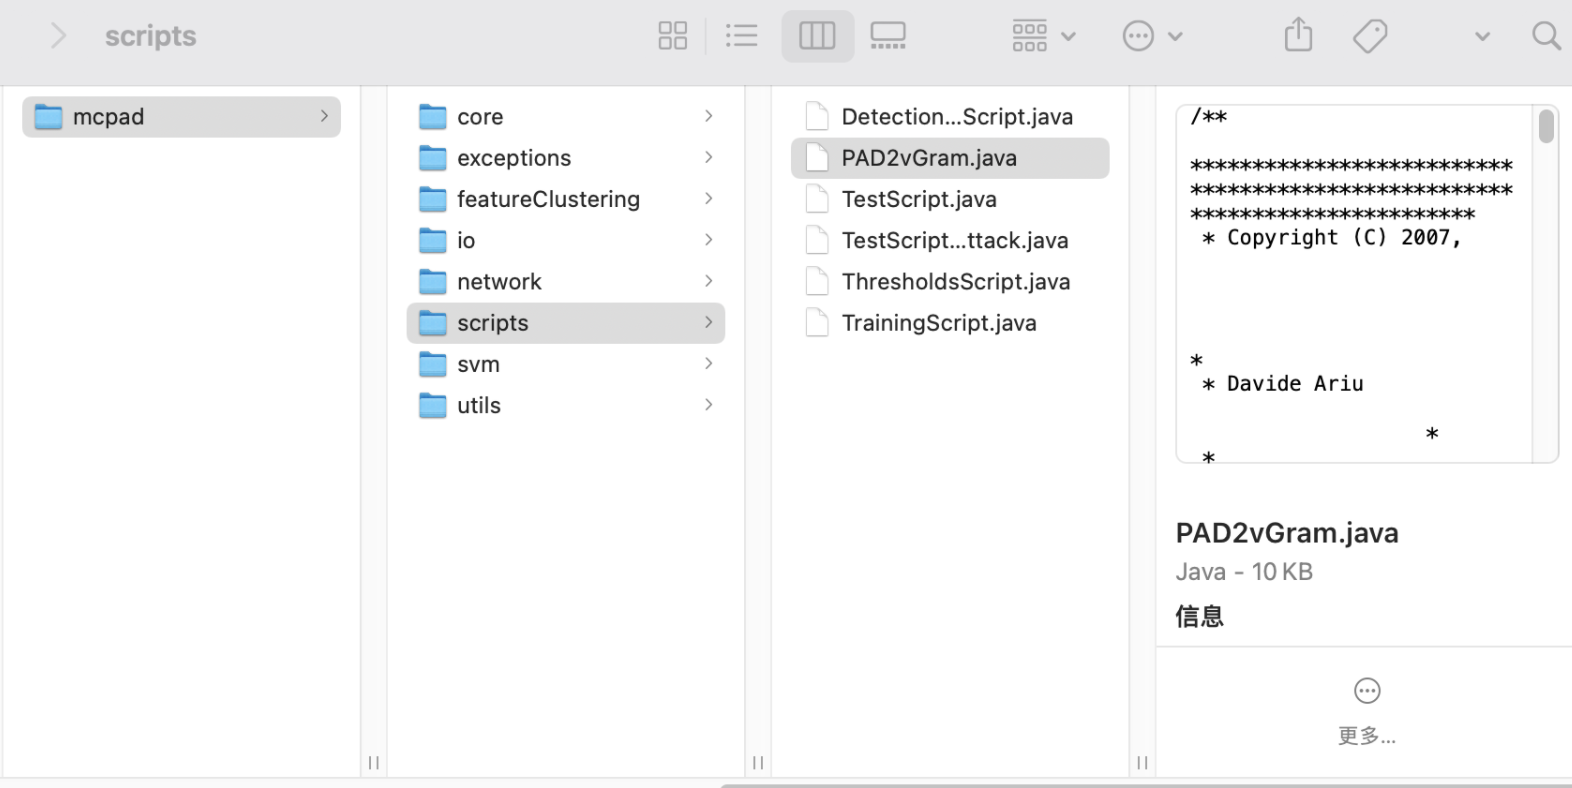 scripts
mcpad
core
exceptions
featureClustering
io
network
scripts
svm
utils
Detection...Script.java
PAD2vGram.java
TestScript.java
TestScript...ttack.java
ThresholdsScript.java
TrainingScript.java
/**
**************************
**************************
***********************
* Copyright (C) 2007,
*
* Davide Ariu
*
*
PAD2vGram.java
Java - 10 KB
信息
更多...